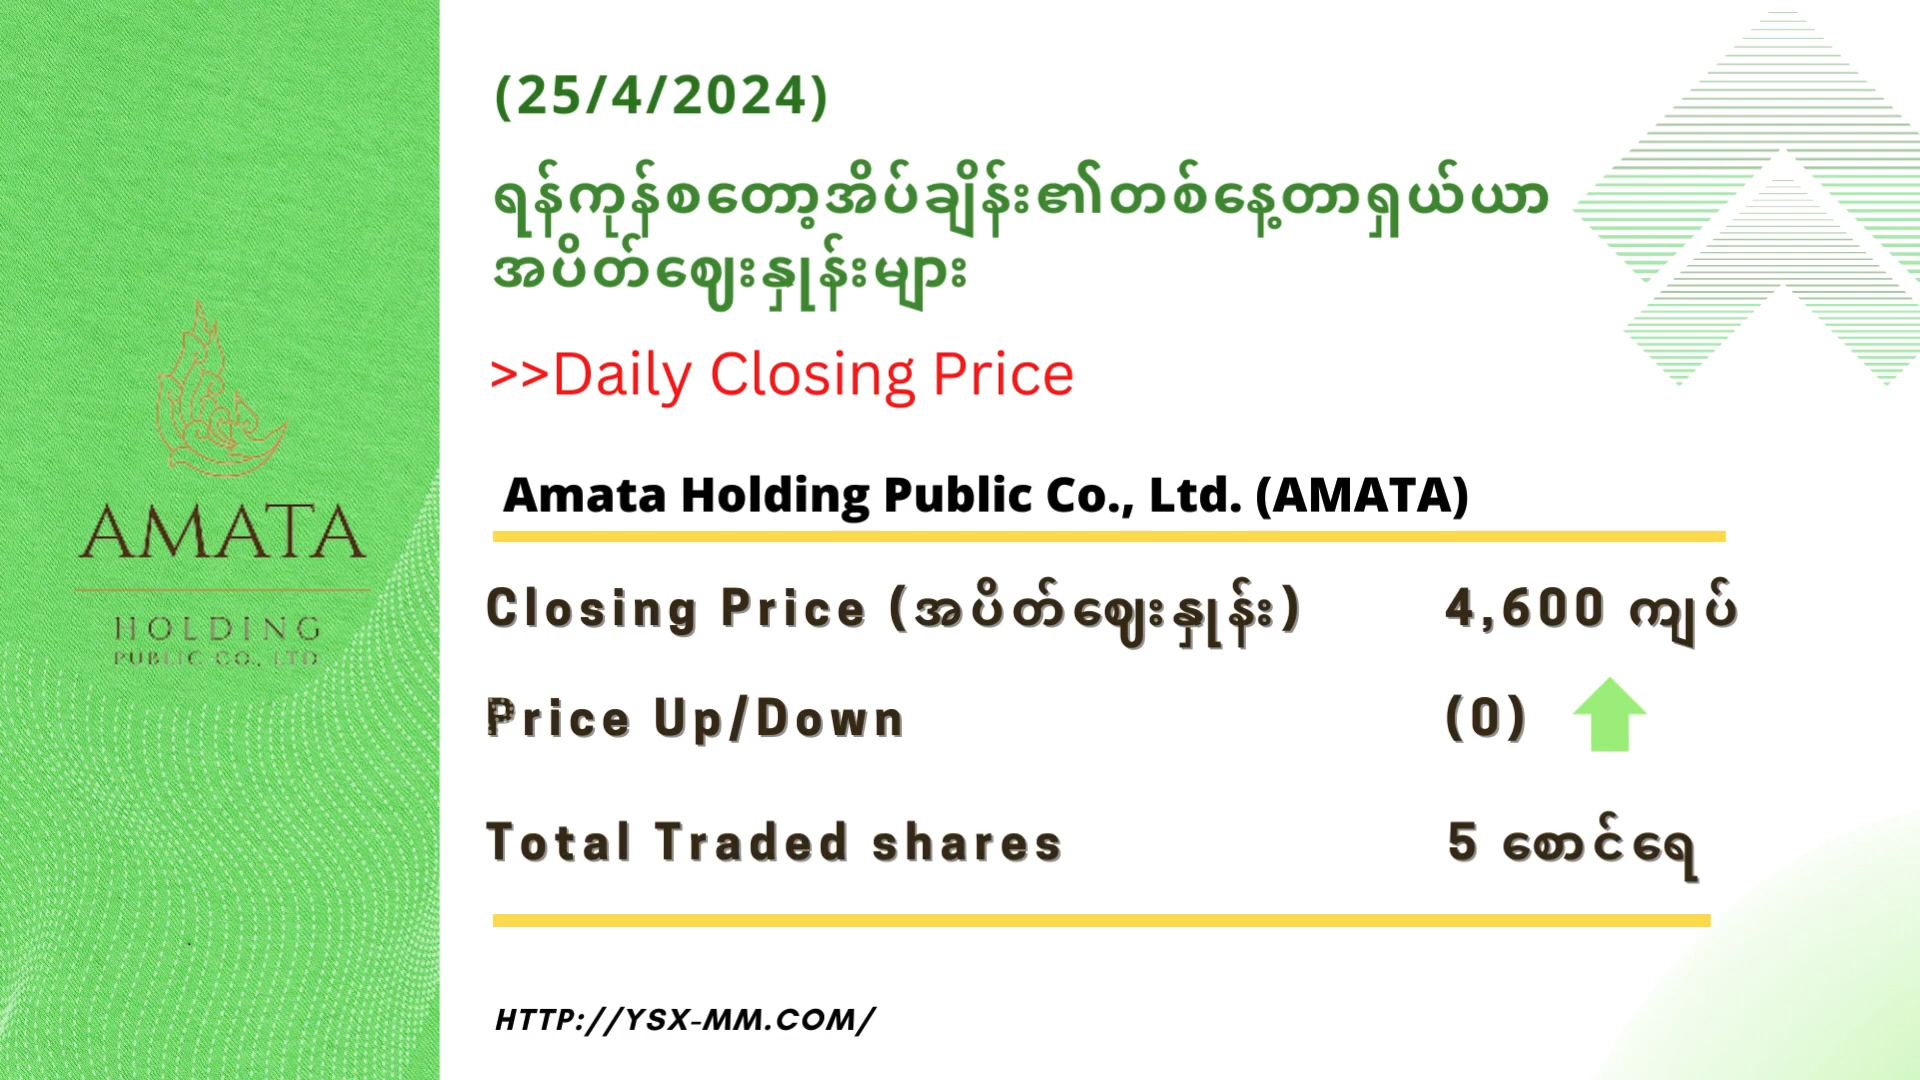 (25/4/2024)
ရန်ကုန်စတော့အိပ်ချိန်း၏တစ်နေ့တာရှယ်ယာ
အပိတ်ဈေးနှုန်းများ
>>Daily Closing Price
AMATA
HOLDING
PUBLIC CO., LTD
Amata Holding Public Co., Ltd. (AMATA)
Closing Price (အပိတ်ဈေးနှုန်း) 4,600 ကျပ်
Price Up/Down (0)
Total Traded shares 5 စောင်ရေ
HTTP://YSX-MM.COM/